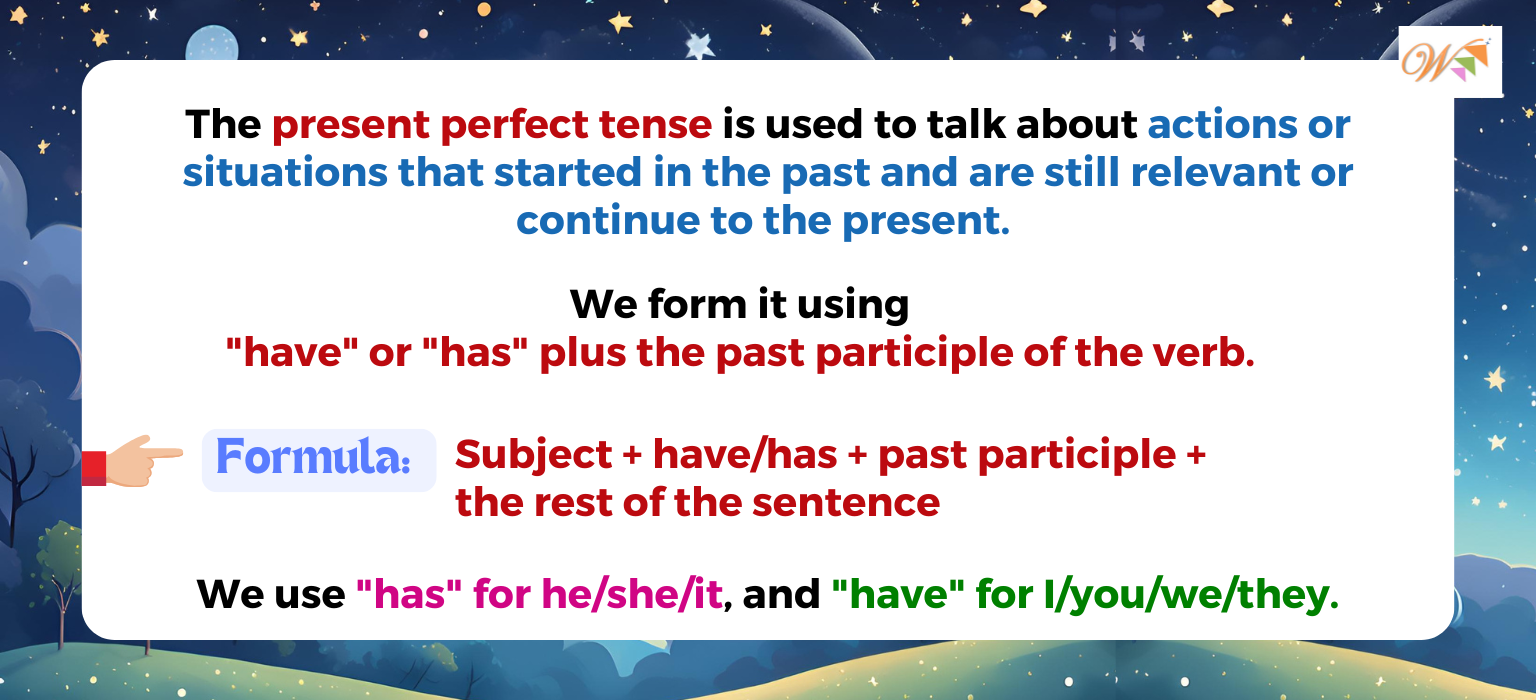 W
The present perfect tense is used to talk about actions or
situations that started in the past and are still relevant or
continue to the present.
We form it using
"have" or "has" plus the past participle of the verb.
Formula: Subject + have/has + past participle +
the rest of the sentence
We use "has" for he/she/it, and "have" for I/you/we/they.